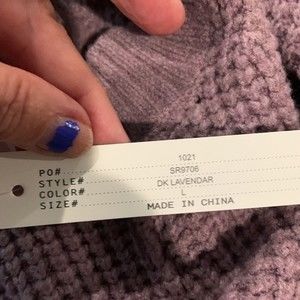 1021
PO# SR9706
STYLE# DK LAVENDAR
COLOR# L
SIZE# MADE IN CHINA